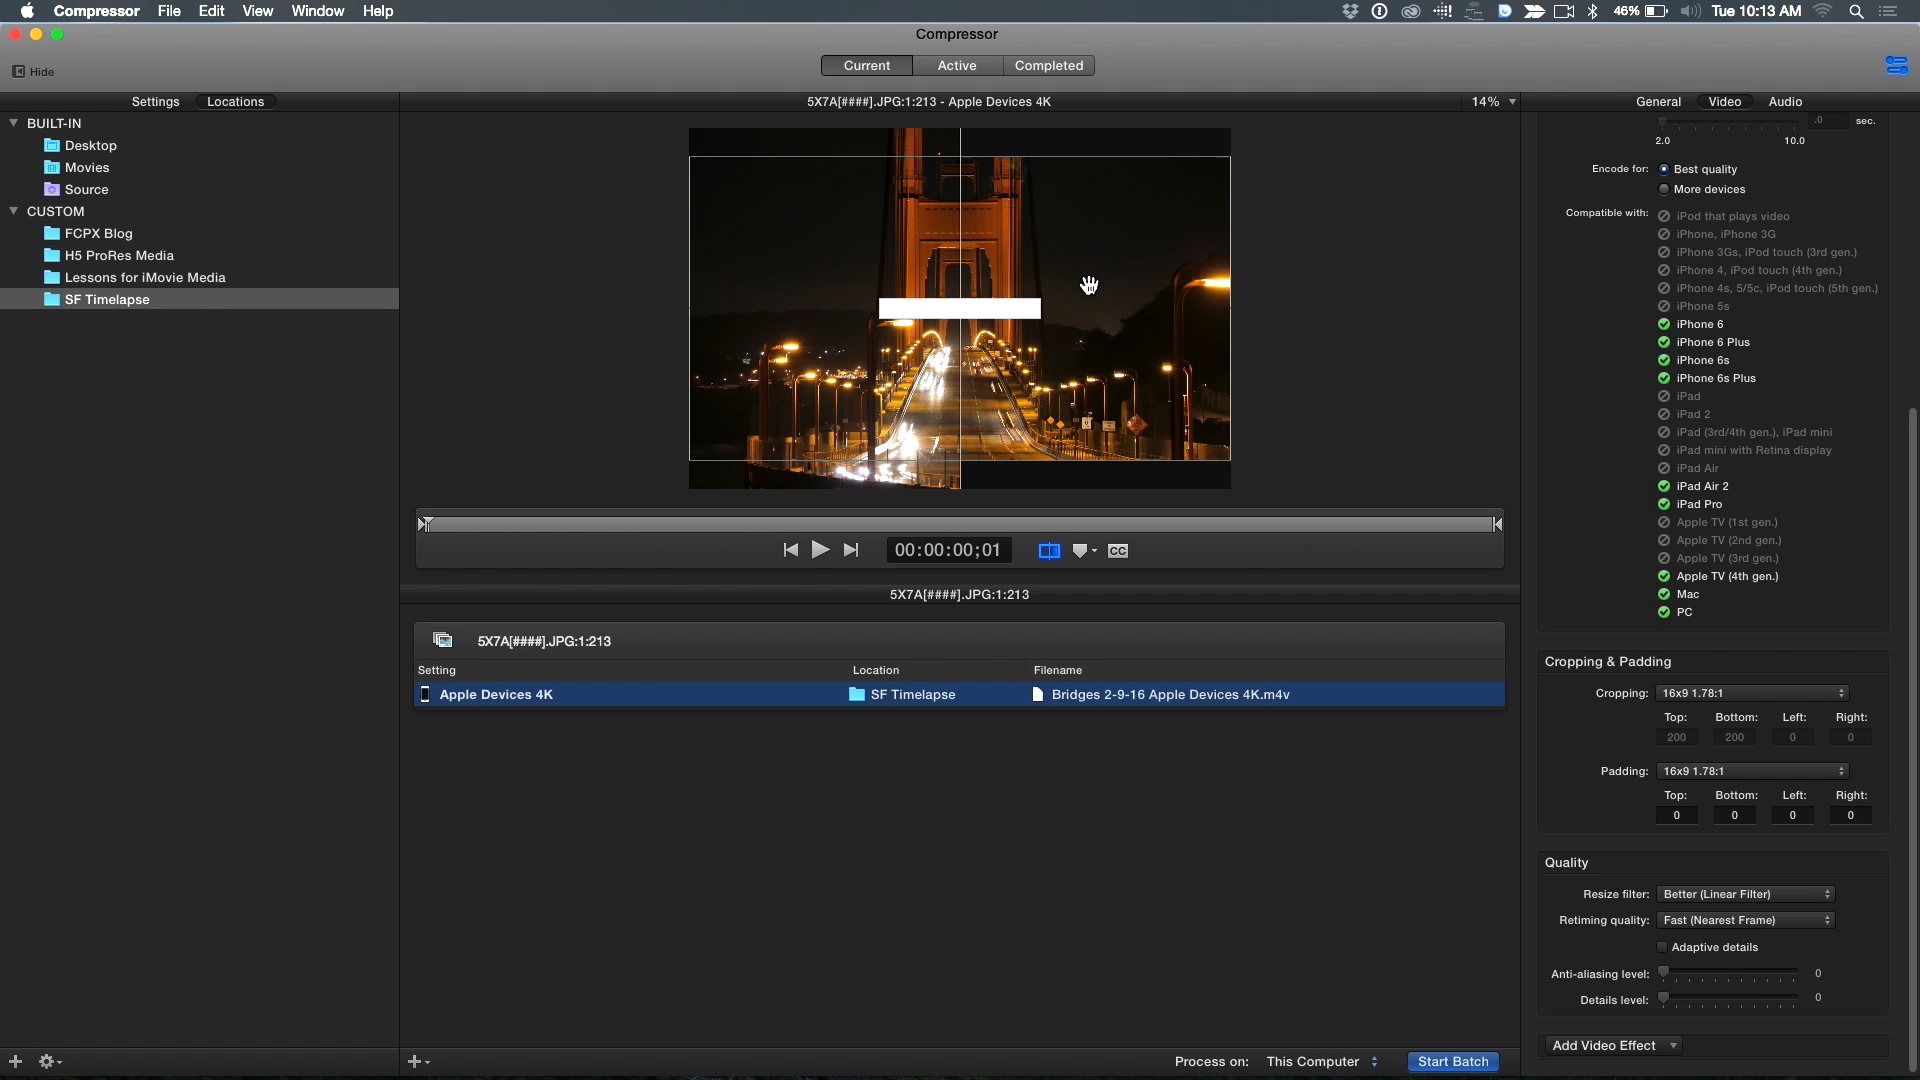 Compressor File Edit View Window Help
46% Tue 10:13 AM
Compressor
Hide
Current Active Completed
Settings Locations
5X7A[####].JPG:1:213 - Apple Devices 4K
14%
General Video Audio
BUILT-IN
Desktop
Movies
Source
CUSTOM
FCPX Blog
H5 ProRes Media
Lessons for iMovie Media
SF Timelapse
00:00:00;01
CC
5X7A[####].JPG:1:213
5X7A[####].JPG:1:213
Setting Location Filename
Apple Devices 4K SF Timelapse Bridges 2-9-16 Apple Devices 4K.m4v
Process on: This Computer Start Batch
.0 sec.
2.0 10.0
Encode for: Best quality
More devices
Compatible with: iPod that plays video
iPhone, iPhone 3G
iPhone 3Gs, iPod touch (3rd gen.)
iPhone 4, iPod touch (4th gen.)
iPhone 4s, 5/5c, iPod touch (5th gen.)
iPhone 5s
iPhone 6
iPhone 6 Plus
iPhone 6s
iPhone 6s Plus
iPad
iPad 2
iPad (3rd/4th gen.), iPad mini
iPad mini with Retina display
iPad Air
iPad Air 2
iPad Pro
Apple TV (1st gen.)
Apple TV (2nd gen.)
Apple TV (3rd gen.)
Apple TV (4th gen.)
Mac
PC
Cropping & Padding
Cropping: 16x9 1.78:1
Top: Bottom: Left: Right:
200 200 0 0
Padding: 16x9 1.78:1
Top: Bottom: Left: Right:
0 0 0 0
Quality
Resize filter: Better (Linear Filter)
Retiming quality: Fast (Nearest Frame)
Adaptive details
Anti-aliasing level: 0
Details level: 0
Add Video Effect